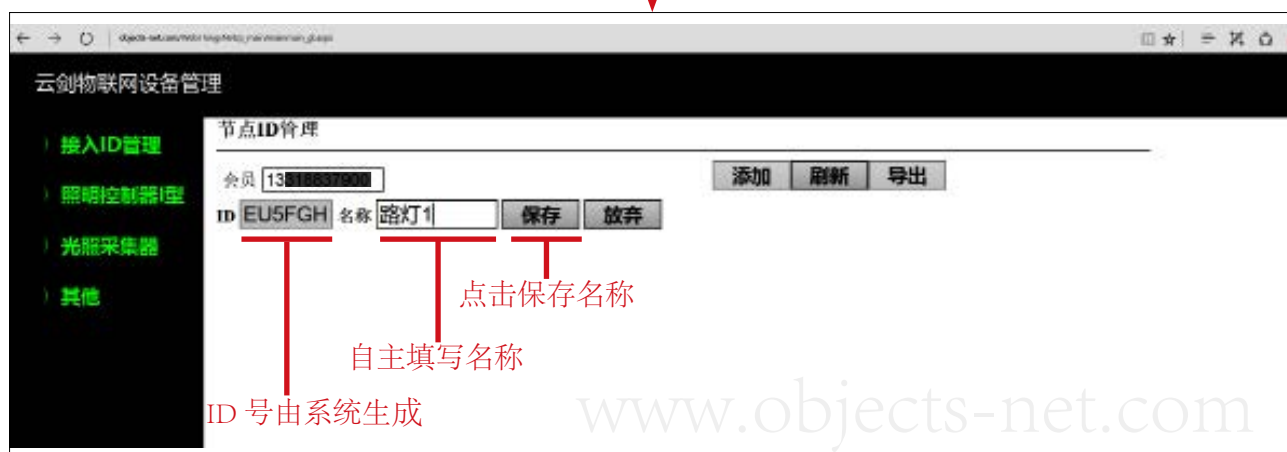 云剑物联网设备管理
接入ID管理
照明控制器I型
光照采集器
其他
节点ID管理
会员
添加 刷新 导出
ID EU5FGH 名称 路灯1 保存 放弃
点击保存名称
自主填写名称
ID 号由系统生成
www.objects-net.com